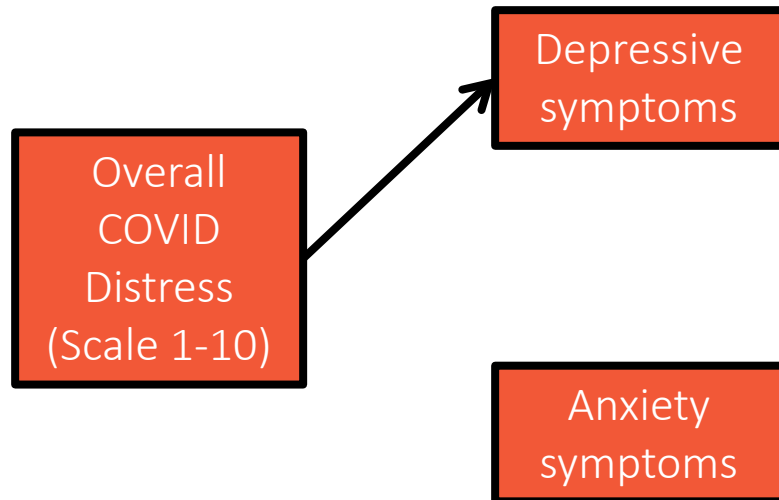 Depressive
symptoms
Overall
COVID
Distress
(Scale 1-10)
Anxiety
symptoms